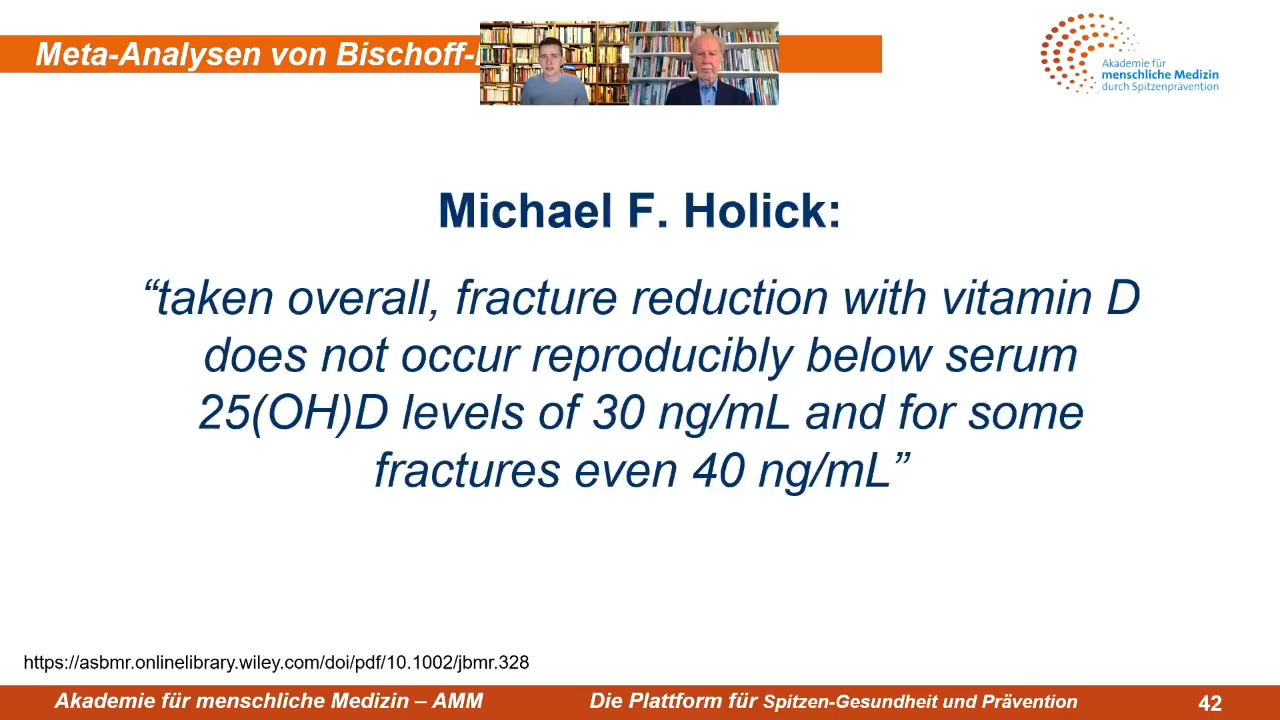 Meta-Analysen von Bischoff-
Akademie für
menschliche Medizin
durch Spitzenprävention
Michael F. Holick:
“taken overall, fracture reduction with vitamin D
does not occur reproducibly below serum
25(OH)D levels of 30 ng/mL and for some
fractures even 40 ng/mL”
https://asbmr.onlinelibrary.wiley.com/doi/pdf/10.1002/jbmr.328
Akademie für menschliche Medizin – AMM
Die Plattform für Spitzen-Gesundheit und Prävention
42